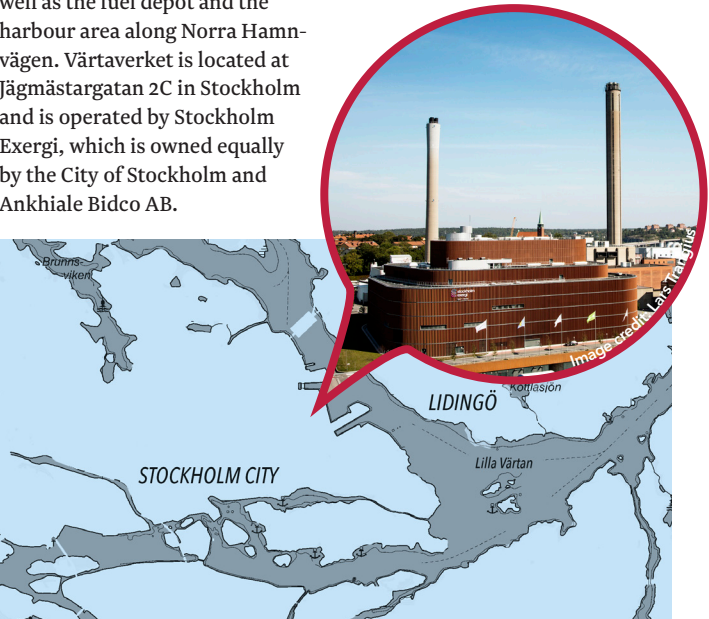 well as the fuel depot and the
harbour area along Norra Hamn-
vägen. Värtaverket is located at
Jägmästargatan 2C in Stockholm
and is operated by Stockholm
Exergi, which is owned equally
by the City of Stockholm and
Ankhiale Bidco AB.
Image credit: Lars Trangius
Brunns-
viken
Kottlasjön
LIDINGÖ
Lilla Värtan
STOCKHOLM CITY